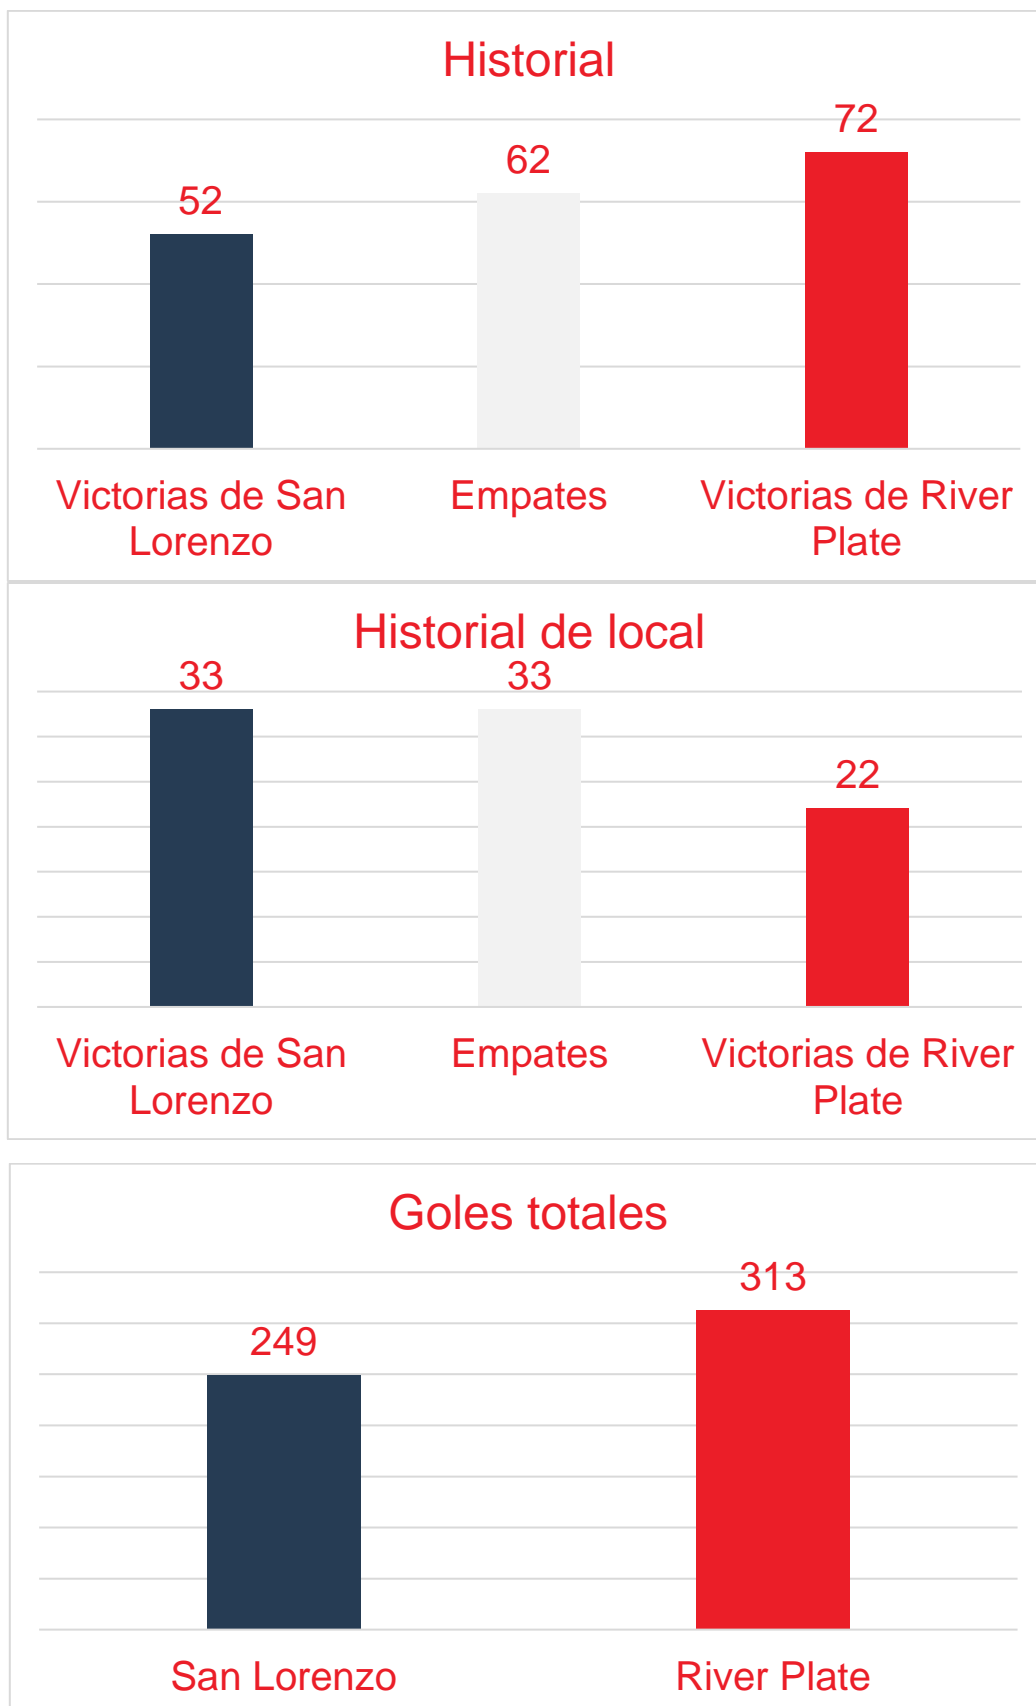 Historial
72
62
52
Victorias de San
Lorenzo
Empates
Victorias de River
Plate
Historial de local
33
33
22
Victorias de San
Lorenzo
Empates
Victorias de River
Plate
Goles totales
313
249
San Lorenzo
River Plate